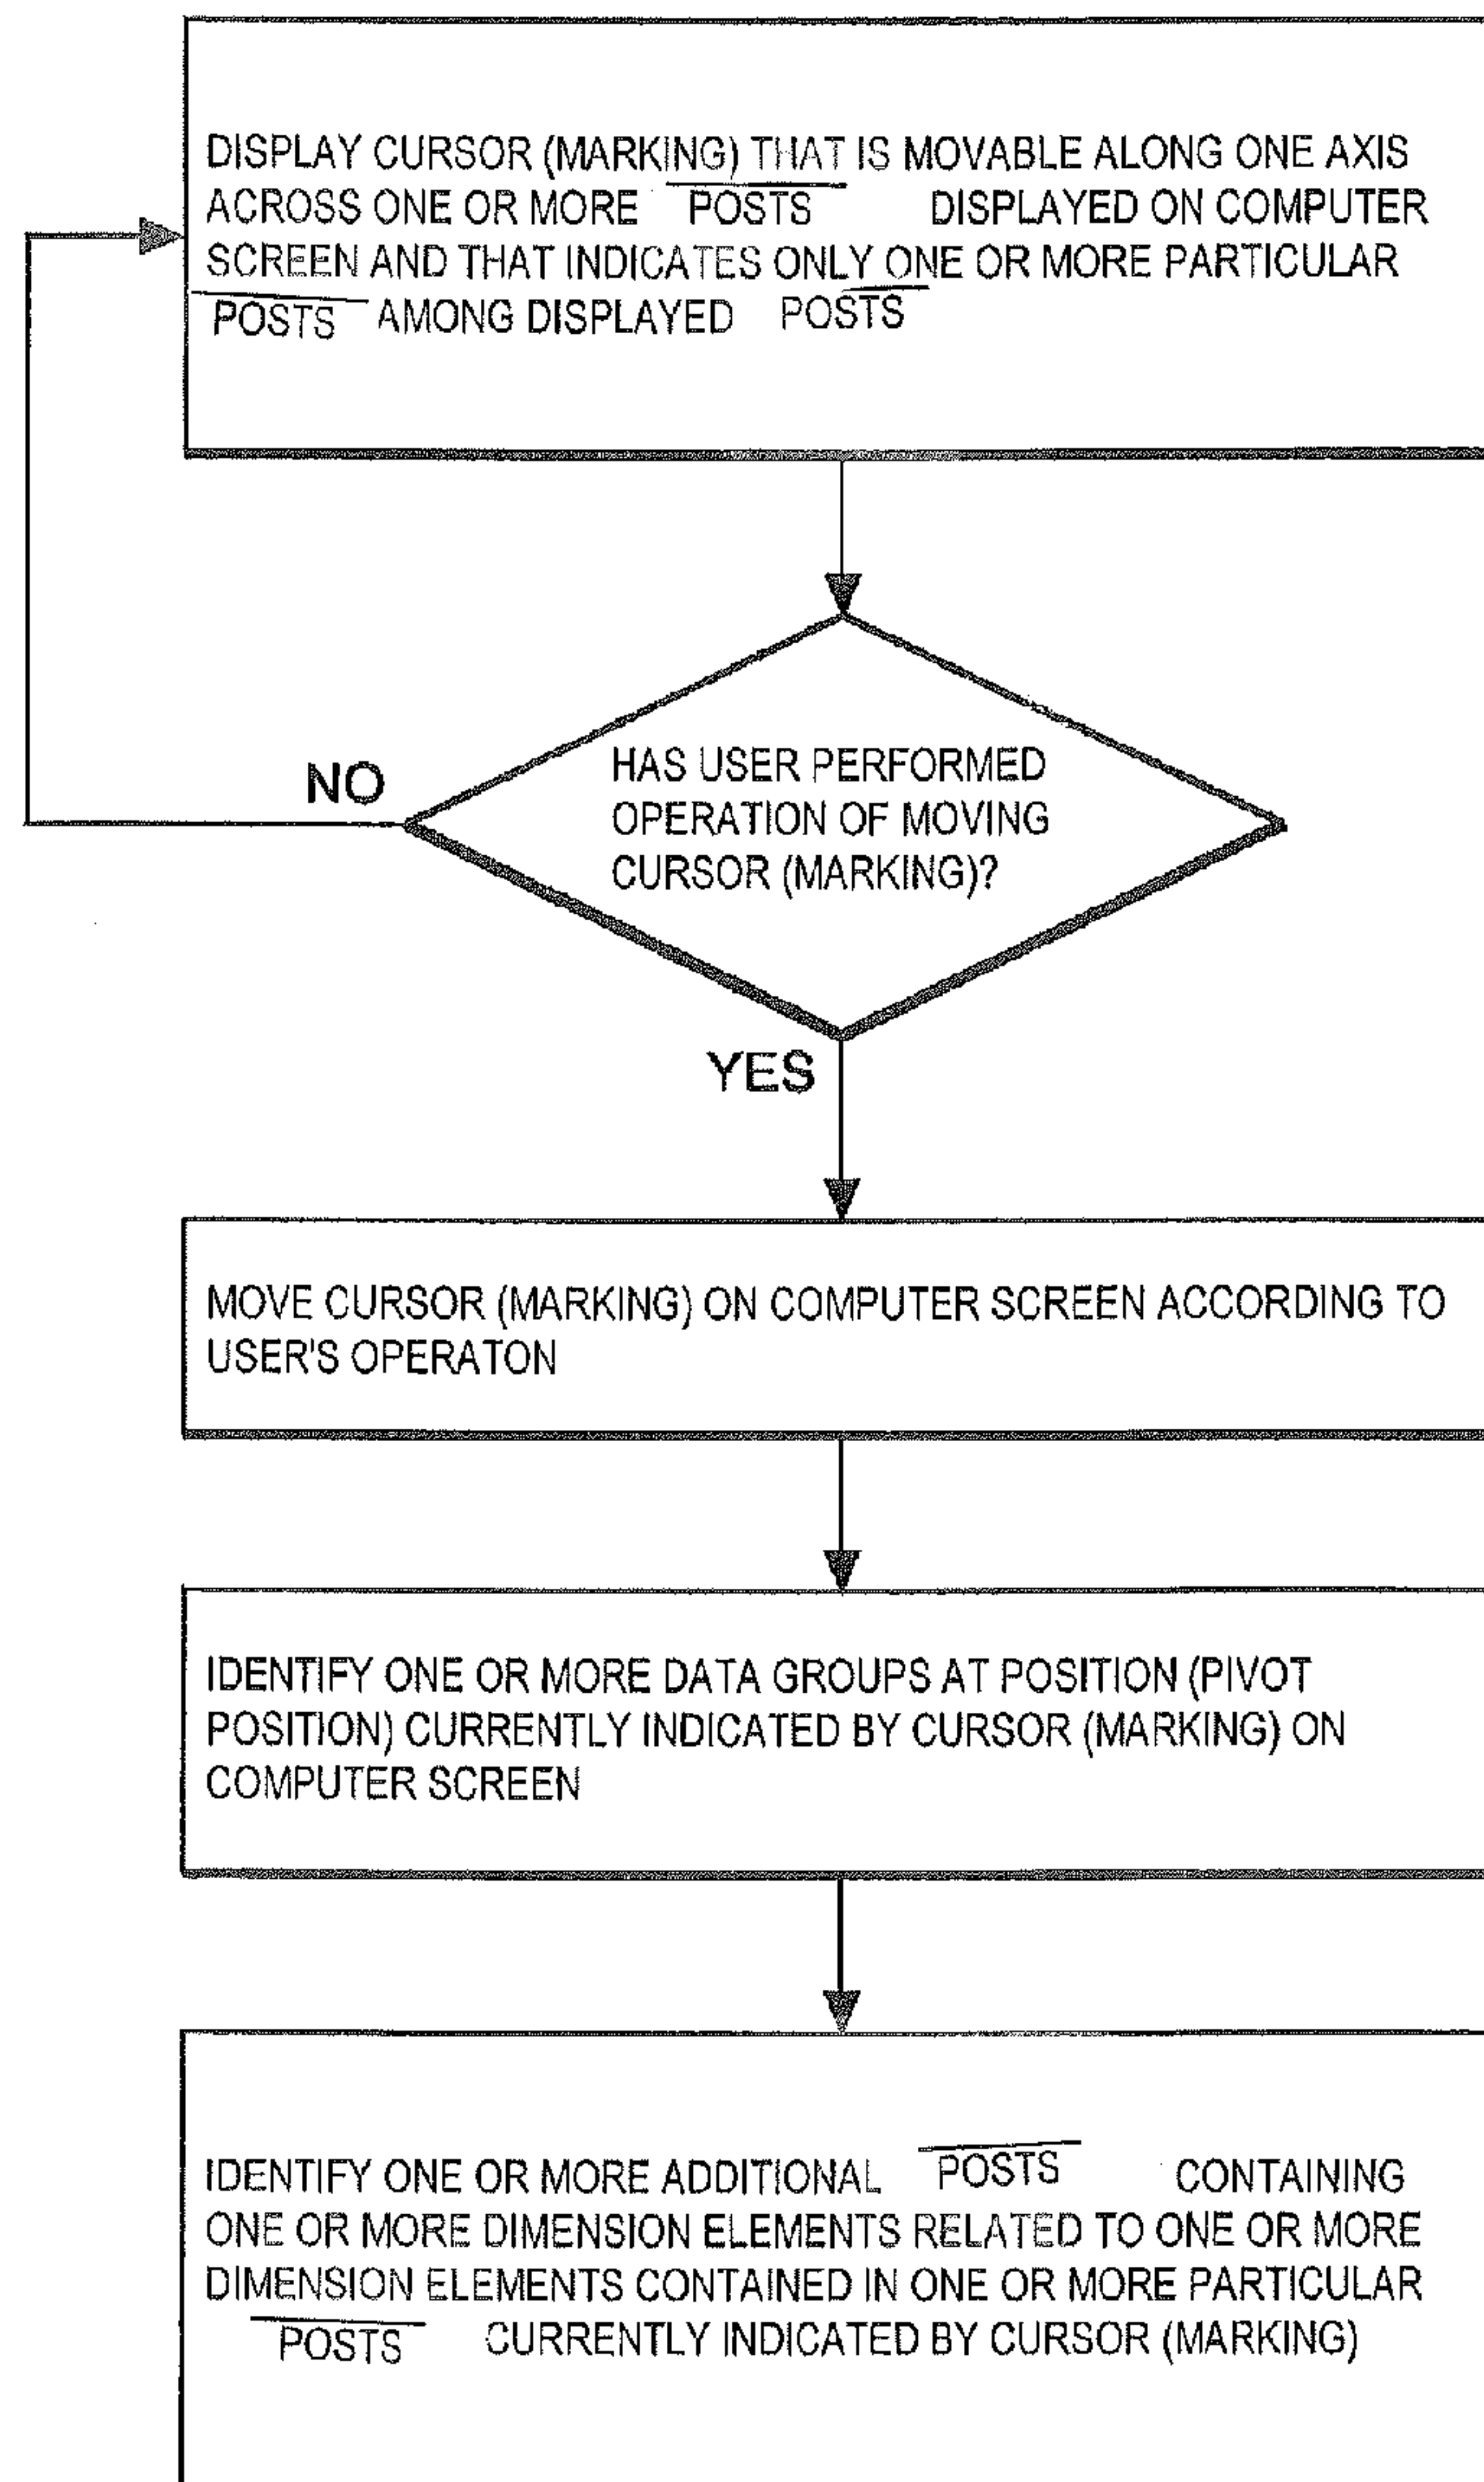 DISPLAY CURSOR (MARKING) THAT IS MOVABLE ALONG ONE AXIS
ACROSS ONE OR MORE POSTS DISPLAYED ON COMPUTER
SCREEN AND THAT INDICATES ONLY ONE OR MORE PARTICULAR
POSTS AMONG DISPLAYED POSTS
HAS USER PERFORMED
OPERATION OF MOVING
CURSOR (MARKING)?
NO
YES
MOVE CURSOR (MARKING) ON COMPUTER SCREEN ACCORDING TO
USER'S OPERATON
IDENTIFY ONE OR MORE DATA GROUPS AT POSITION (PIVOT
POSITION) CURRENTLY INDICATED BY CURSOR (MARKING) ON
COMPUTER SCREEN
IDENTIFY ONE OR MORE ADDITIONAL POSTS CONTAINING
ONE OR MORE DIMENSION ELEMENTS RELATED TO ONE OR MORE
DIMENSION ELEMENTS CONTAINED IN ONE OR MORE PARTICULAR
POSTS CURRENTLY INDICATED BY CURSOR (MARKING)